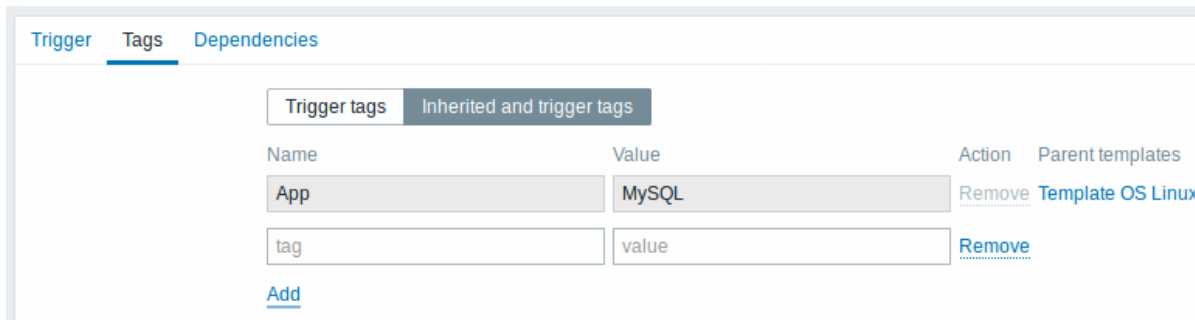 Trigger Tags Dependencies
Trigger tags Inherited and trigger tags
Name Value Action Parent templates
App MySQL Remove Template OS Linux
tag value Remove
Add